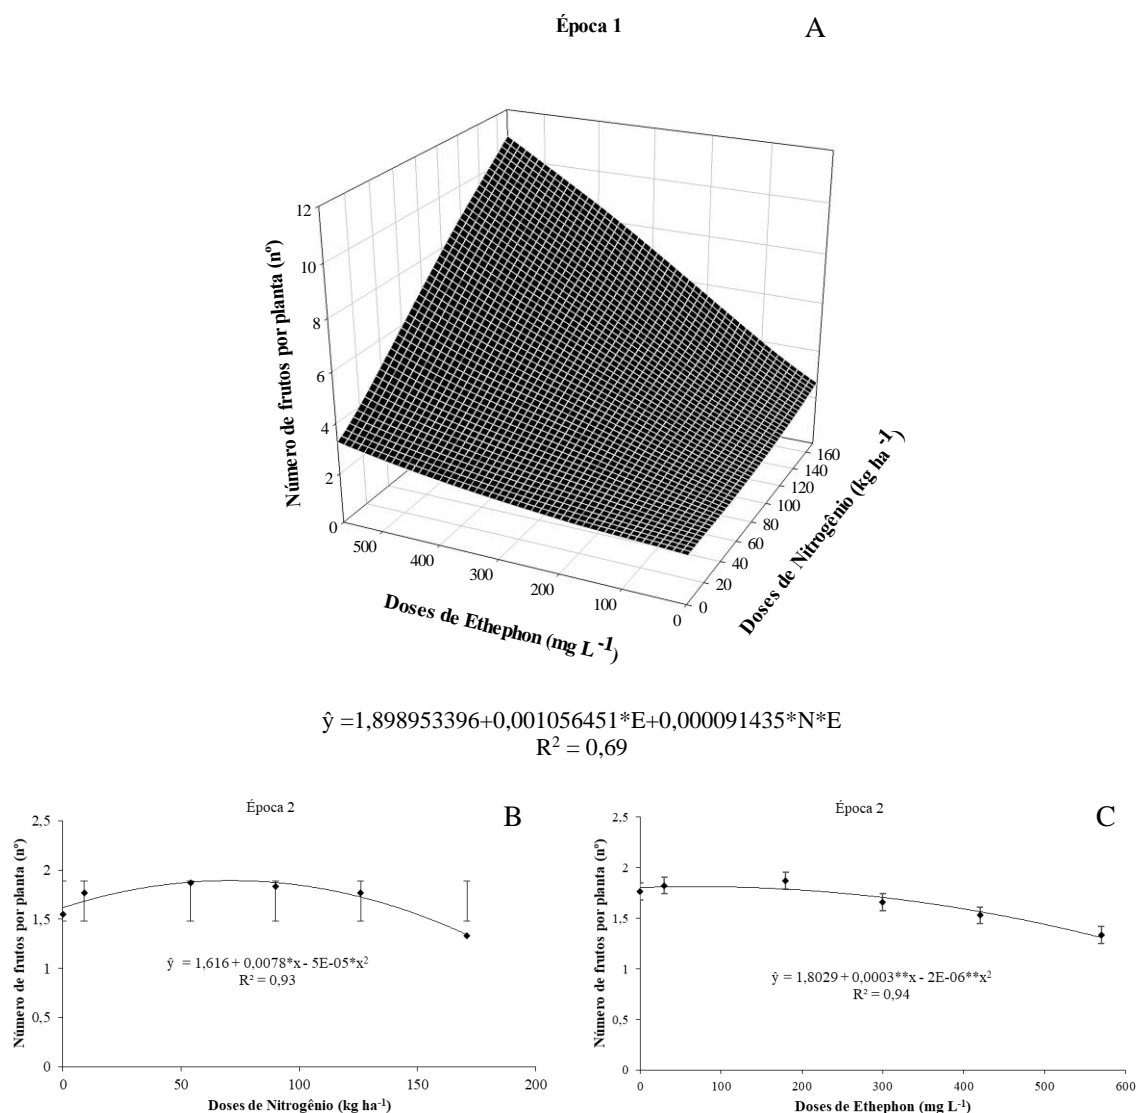 Época 1
A
Número de frutos por planta (nº)
12
10
8
6
4
2
0
500
400
300
200
100
0
Doses de Ethephon (mg L -1)
0
20
40
60
80
100
120
140
160
Doses de Nitrogênio (kg ha -1)
ŷ =1,898953396+0,001056451*E+0,000091435*N*E
R² = 0,69
Época 2
B
Número de frutos por planta (nº)
2,5
2
1,5
1
0,5
0
ŷ = 1,616 + 0,0078*x - 5E-05*x²
R² = 0,93
0 50 100 150 200
Doses de Nitrogênio (kg ha-1)
Época 2
C
Número de frutos por planta (nº)
2,5
2
1,5
1
0,5
0
ŷ = 1,8029 + 0,0003**x - 2E-06**x²
R² = 0,94
0 100 200 300 400 500 600
Doses de Ethephon (mg L-1)